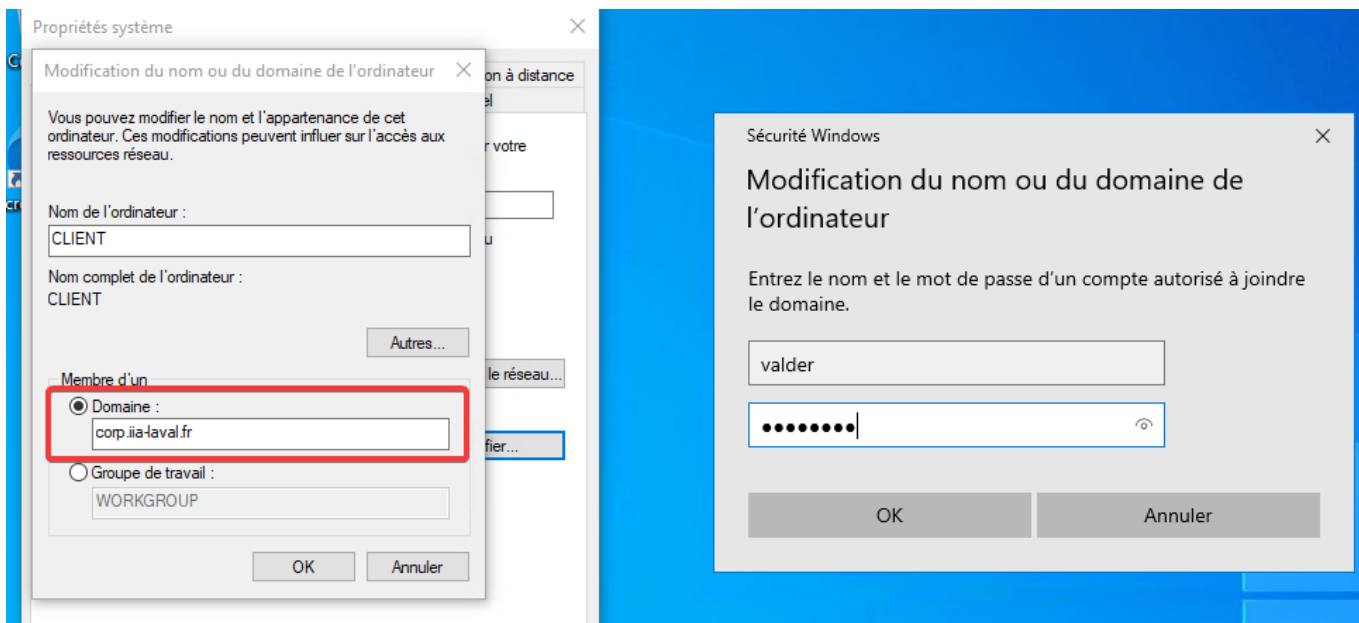 Propriétés système
Modification du nom ou du domaine de l'ordinateur
on à distance
el
Vous pouvez modifier le nom et l'appartenance de cet
ordinateur. Ces modifications peuvent influer sur l'accès aux
ressources réseau.
r votre
Nom de l'ordinateur :
CLIENT
u
Nom complet de l'ordinateur :
CLIENT
Autres...
le réseau...
Membre d'un
Domaine :
corp.iia-laval.fr
fier...
Groupe de travail :
WORKGROUP
OK
Annuler
Sécurité Windows
Modification du nom ou du domaine de
l'ordinateur
Entrez le nom et le mot de passe d'un compte autorisé à joindre
le domaine.
valder
●●●●●●●●
OK
Annuler